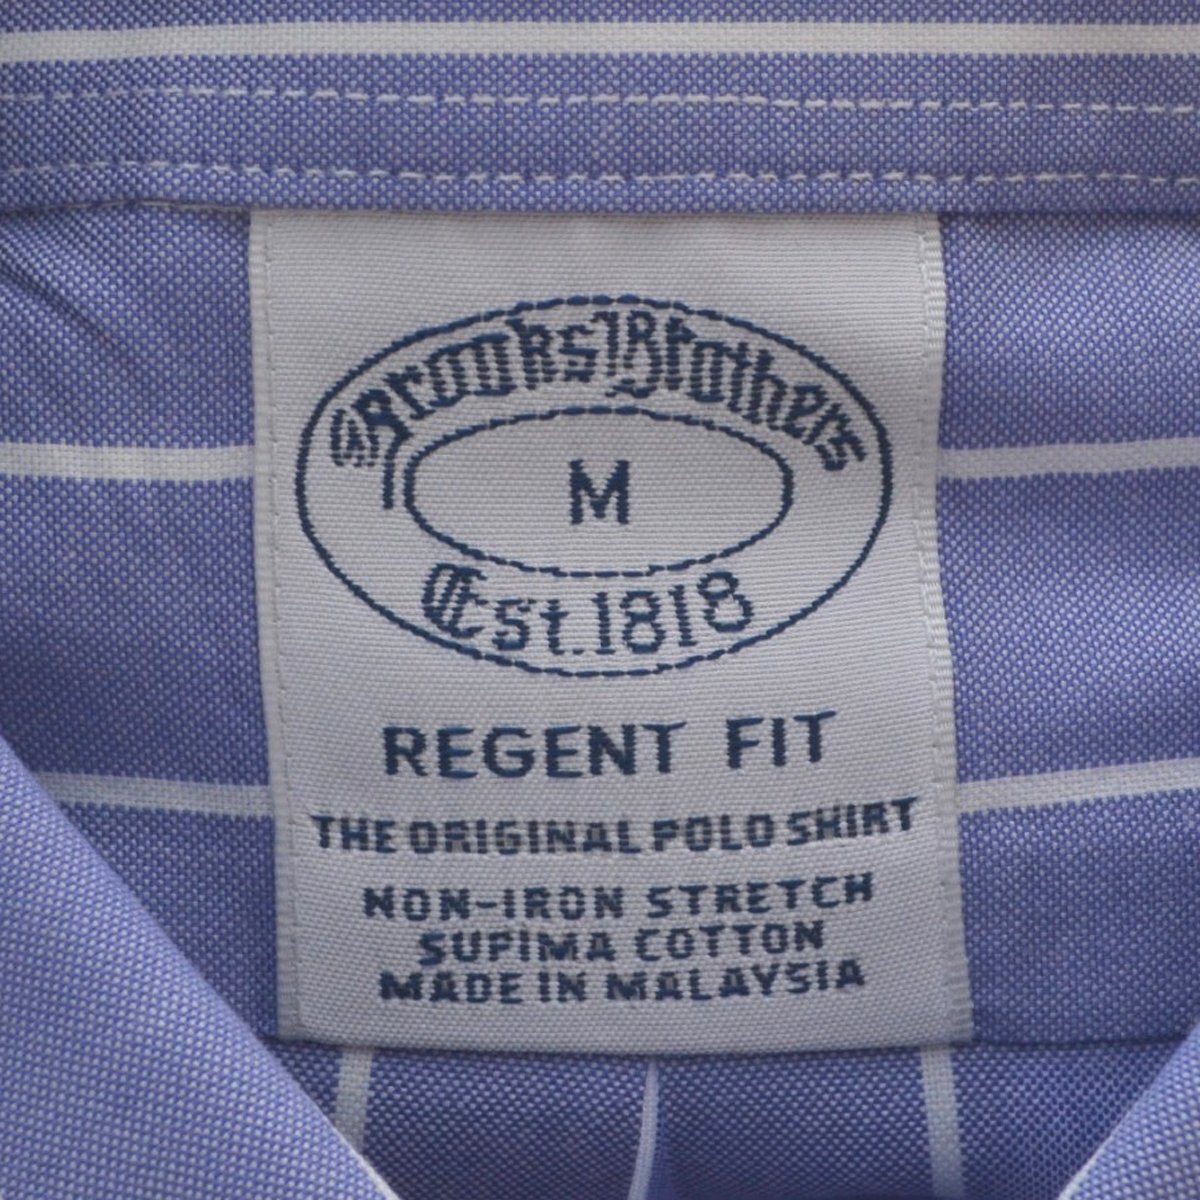 Brooks Brothers
M
Est. 1818
REGENT FIT
THE ORIGINAL POLO SHIRT
NON-IRON STRETCH
SUPIMA COTTON
MADE IN MALAYSIA